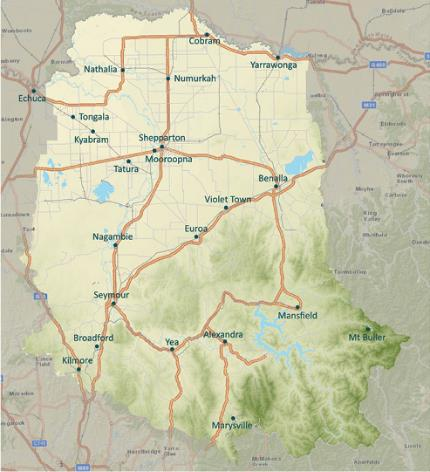 Cobram
Yarrawonga
Nathalia
Numurkah
Echuca
Tongala
Kyabram
Shepparton
Mooroopna
Tatura
Benalla
Violet Town
Euroa
Nagambie
Seymour
Mansfield
Broadford
Yea
Alexandra
Mt Buller
Kilmore
Marysville
M31